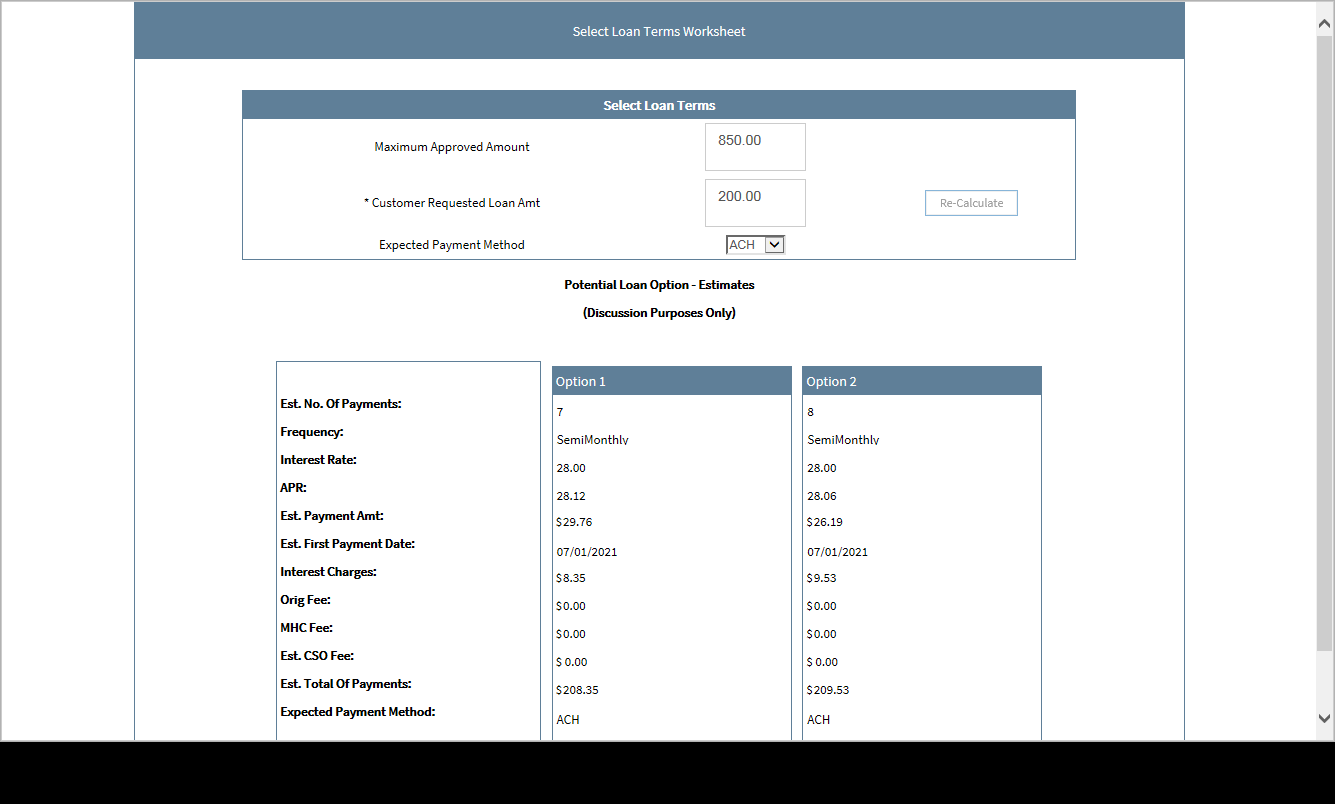 Select Loan Terms Worksheet
Select Loan Terms
Maximum Approved Amount 850.00
* Customer Requested Loan Amt 200.00 Re-Calculate
Expected Payment Method ACH
Potential Loan Option - Estimates
(Discussion Purposes Only)
Option 1 Option 2
Est. No. Of Payments: 7 8
Frequency: SemiMonthly SemiMonthly
Interest Rate: 28.00 28.00
APR: 28.12 28.06
Est. Payment Amt: $29.76 $26.19
Est. First Payment Date: 07/01/2021 07/01/2021
Interest Charges: $8.35 $9.53
Orig Fee: $0.00 $0.00
MHC Fee: $0.00 $0.00
Est. CSO Fee: $ 0.00 $ 0.00
Est. Total Of Payments: $208.35 $209.53
Expected Payment Method: ACH ACH